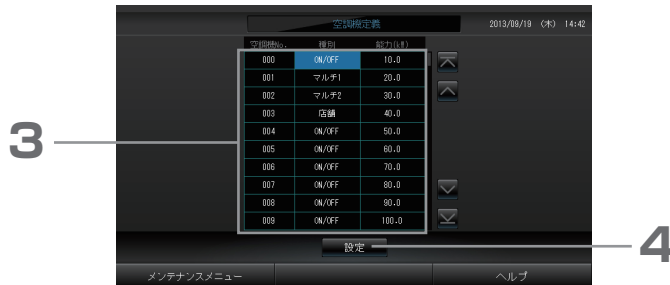 空調機定義 2013/09/19 (木) 14:42
空調機No. 種別 能力(kW)
000 ON/OFF 10.0
001 マルチ1 20.0
002 マルチ2 30.0
003 店舗 40.0
004 ON/OFF 50.0
005 ON/OFF 60.0
006 ON/OFF 70.0
007 ON/OFF 80.0
008 ON/OFF 90.0
009 ON/OFF 100.0
3
設定
4
メンテナンスメニュー ヘルプ